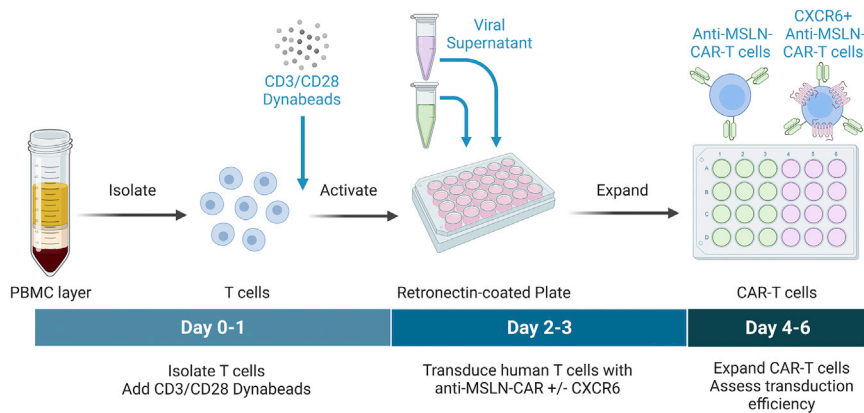 CD3/CD28
Dynabeads
Viral
Supernatant
Anti-MSLN-
CAR-T cells
CXCR6+
Anti-MSLN-
CAR-T cells
Isolate
Activate
Expand
1 2 3 4 5 6
A
B
C
D
PBMC layer
T cells
Retronectin-coated Plate
CAR-T cells
Day 0-1
Day 2-3
Day 4-6
Isolate T cells
Add CD3/CD28 Dynabeads
Transduce human T cells with
anti-MSLN-CAR +/- CXCR6
Expand CAR-T cells
Assess transduction
efficiency